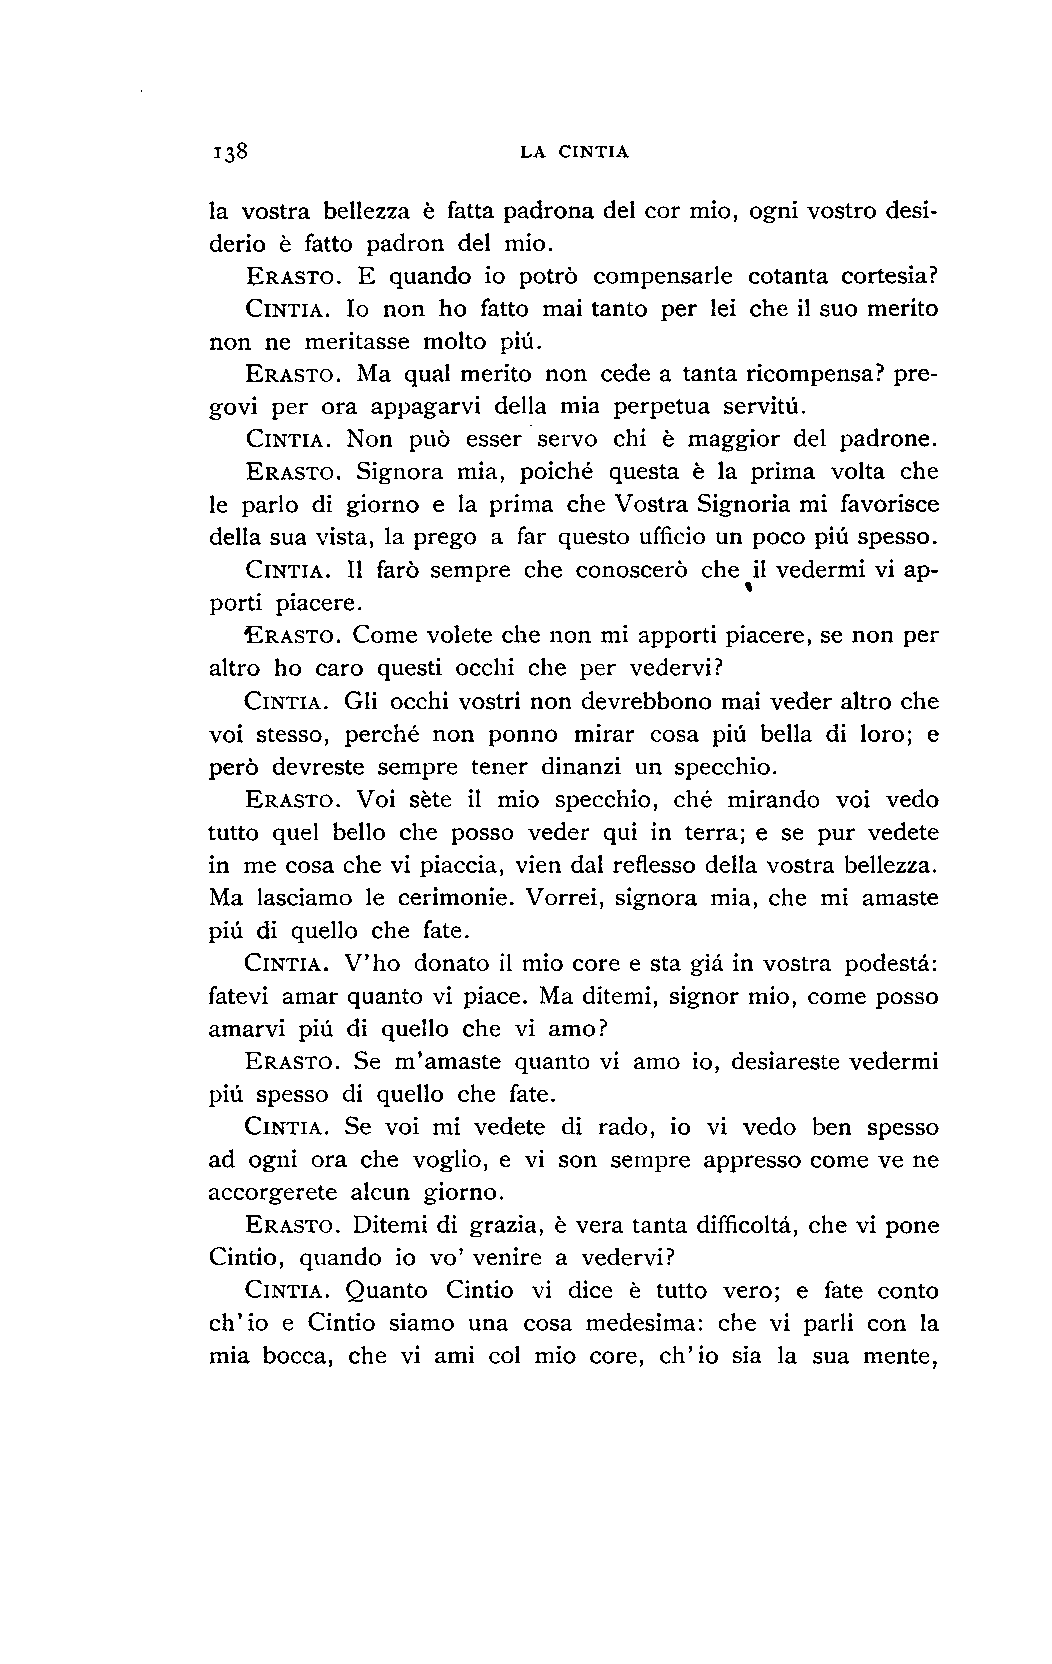 138 LA CINTIA
la vostra bellezza è fatta padrona del cor mio, ogni vostro desi-
derio è fatto padron del mio.
ERASTO. E quando io potrò compensarle cotanta cortesia?
CINTIA. Io non ho fatto mai tanto per lei che il suo merito
non ne meritasse molto piú.
ERASTO. Ma qual merito non cede a tanta ricompensa? pre-
govi per ora appagarvi della mia perpetua servitú.
CINTIA. Non può esser servo chi è maggior del padrone.
ERASTO. Signora mia, poiché questa è la prima volta che
le parlo di giorno e la prima che Vostra Signoria mi favorisce
della sua vista, la prego a far questo ufficio un poco piú spesso.
CINTIA. Il farò sempre che conoscerò che il vedermi vi ap-
porti piacere.
ERASTO. Come volete che non mi apporti piacere, se non per
altro ho caro questi occhi che per vedervi?
CINTIA. Gli occhi vostri non devrebbono mai veder altro che
voi stesso, perché non ponno mirar cosa piú bella di loro; e
però devreste sempre tener dinanzi un specchio.
ERASTO. Voi sète il mio specchio, ché mirando voi vedo
tutto quel bello che posso veder qui in terra; e se pur vedete
in me cosa che vi piaccia, vien dal reflesso della vostra bellezza.
Ma lasciamo le cerimonie. Vorrei, signora mia, che mi amaste
piú di quello che fate.
CINTIA. V'ho donato il mio core e sta giá in vostra podestá:
fatevi amar quanto vi piace. Ma ditemi, signor mio, come posso
amarvi piú di quello che vi amo?
ERASTO. Se m'amaste quanto vi amo io, desiareste vedermi
piú spesso di quello che fate.
CINTIA. Se voi mi vedete di rado, io vi vedo ben spesso
ad ogni ora che voglio, e vi son sempre appresso come ve ne
accorgerete alcun giorno.
ERASTO. Ditemi di grazia, è vera tanta difficoltá, che vi pone
Cintio, quando io vo' venire a vedervi?
CINTIA. Quanto Cintio vi dice è tutto vero; e fate conto
ch'io e Cintio siamo una cosa medesima: che vi parli con la
mia bocca, che vi ami col mio core, ch'io sia la sua mente,